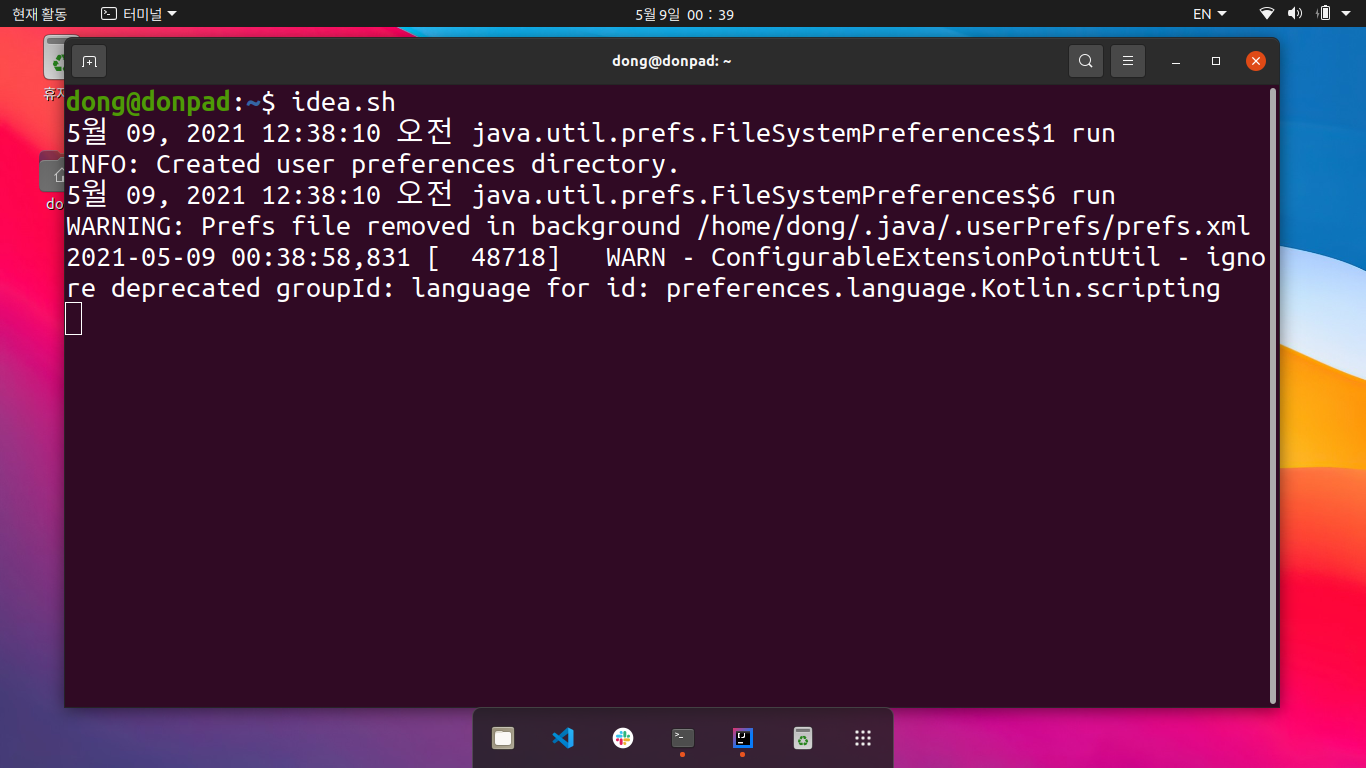 현재 활동
터미널
5월 9일 00 : 39
EN
dong@donpad: ~
dong@donpad:~$ idea.sh
5월 09, 2021 12:38:10 오전 java.util.prefs.FileSystemPreferences$1 run
INFO: Created user preferences directory.
5월 09, 2021 12:38:10 오전 java.util.prefs.FileSystemPreferences$6 run
WARNING: Prefs file removed in background /home/dong/.java/.userPrefs/prefs.xml
2021-05-09 00:38:58,831 [  48718]   WARN - ConfigurableExtensionPointUtil - igno
re deprecated groupId: language for id: preferences.language.Kotlin.scripting